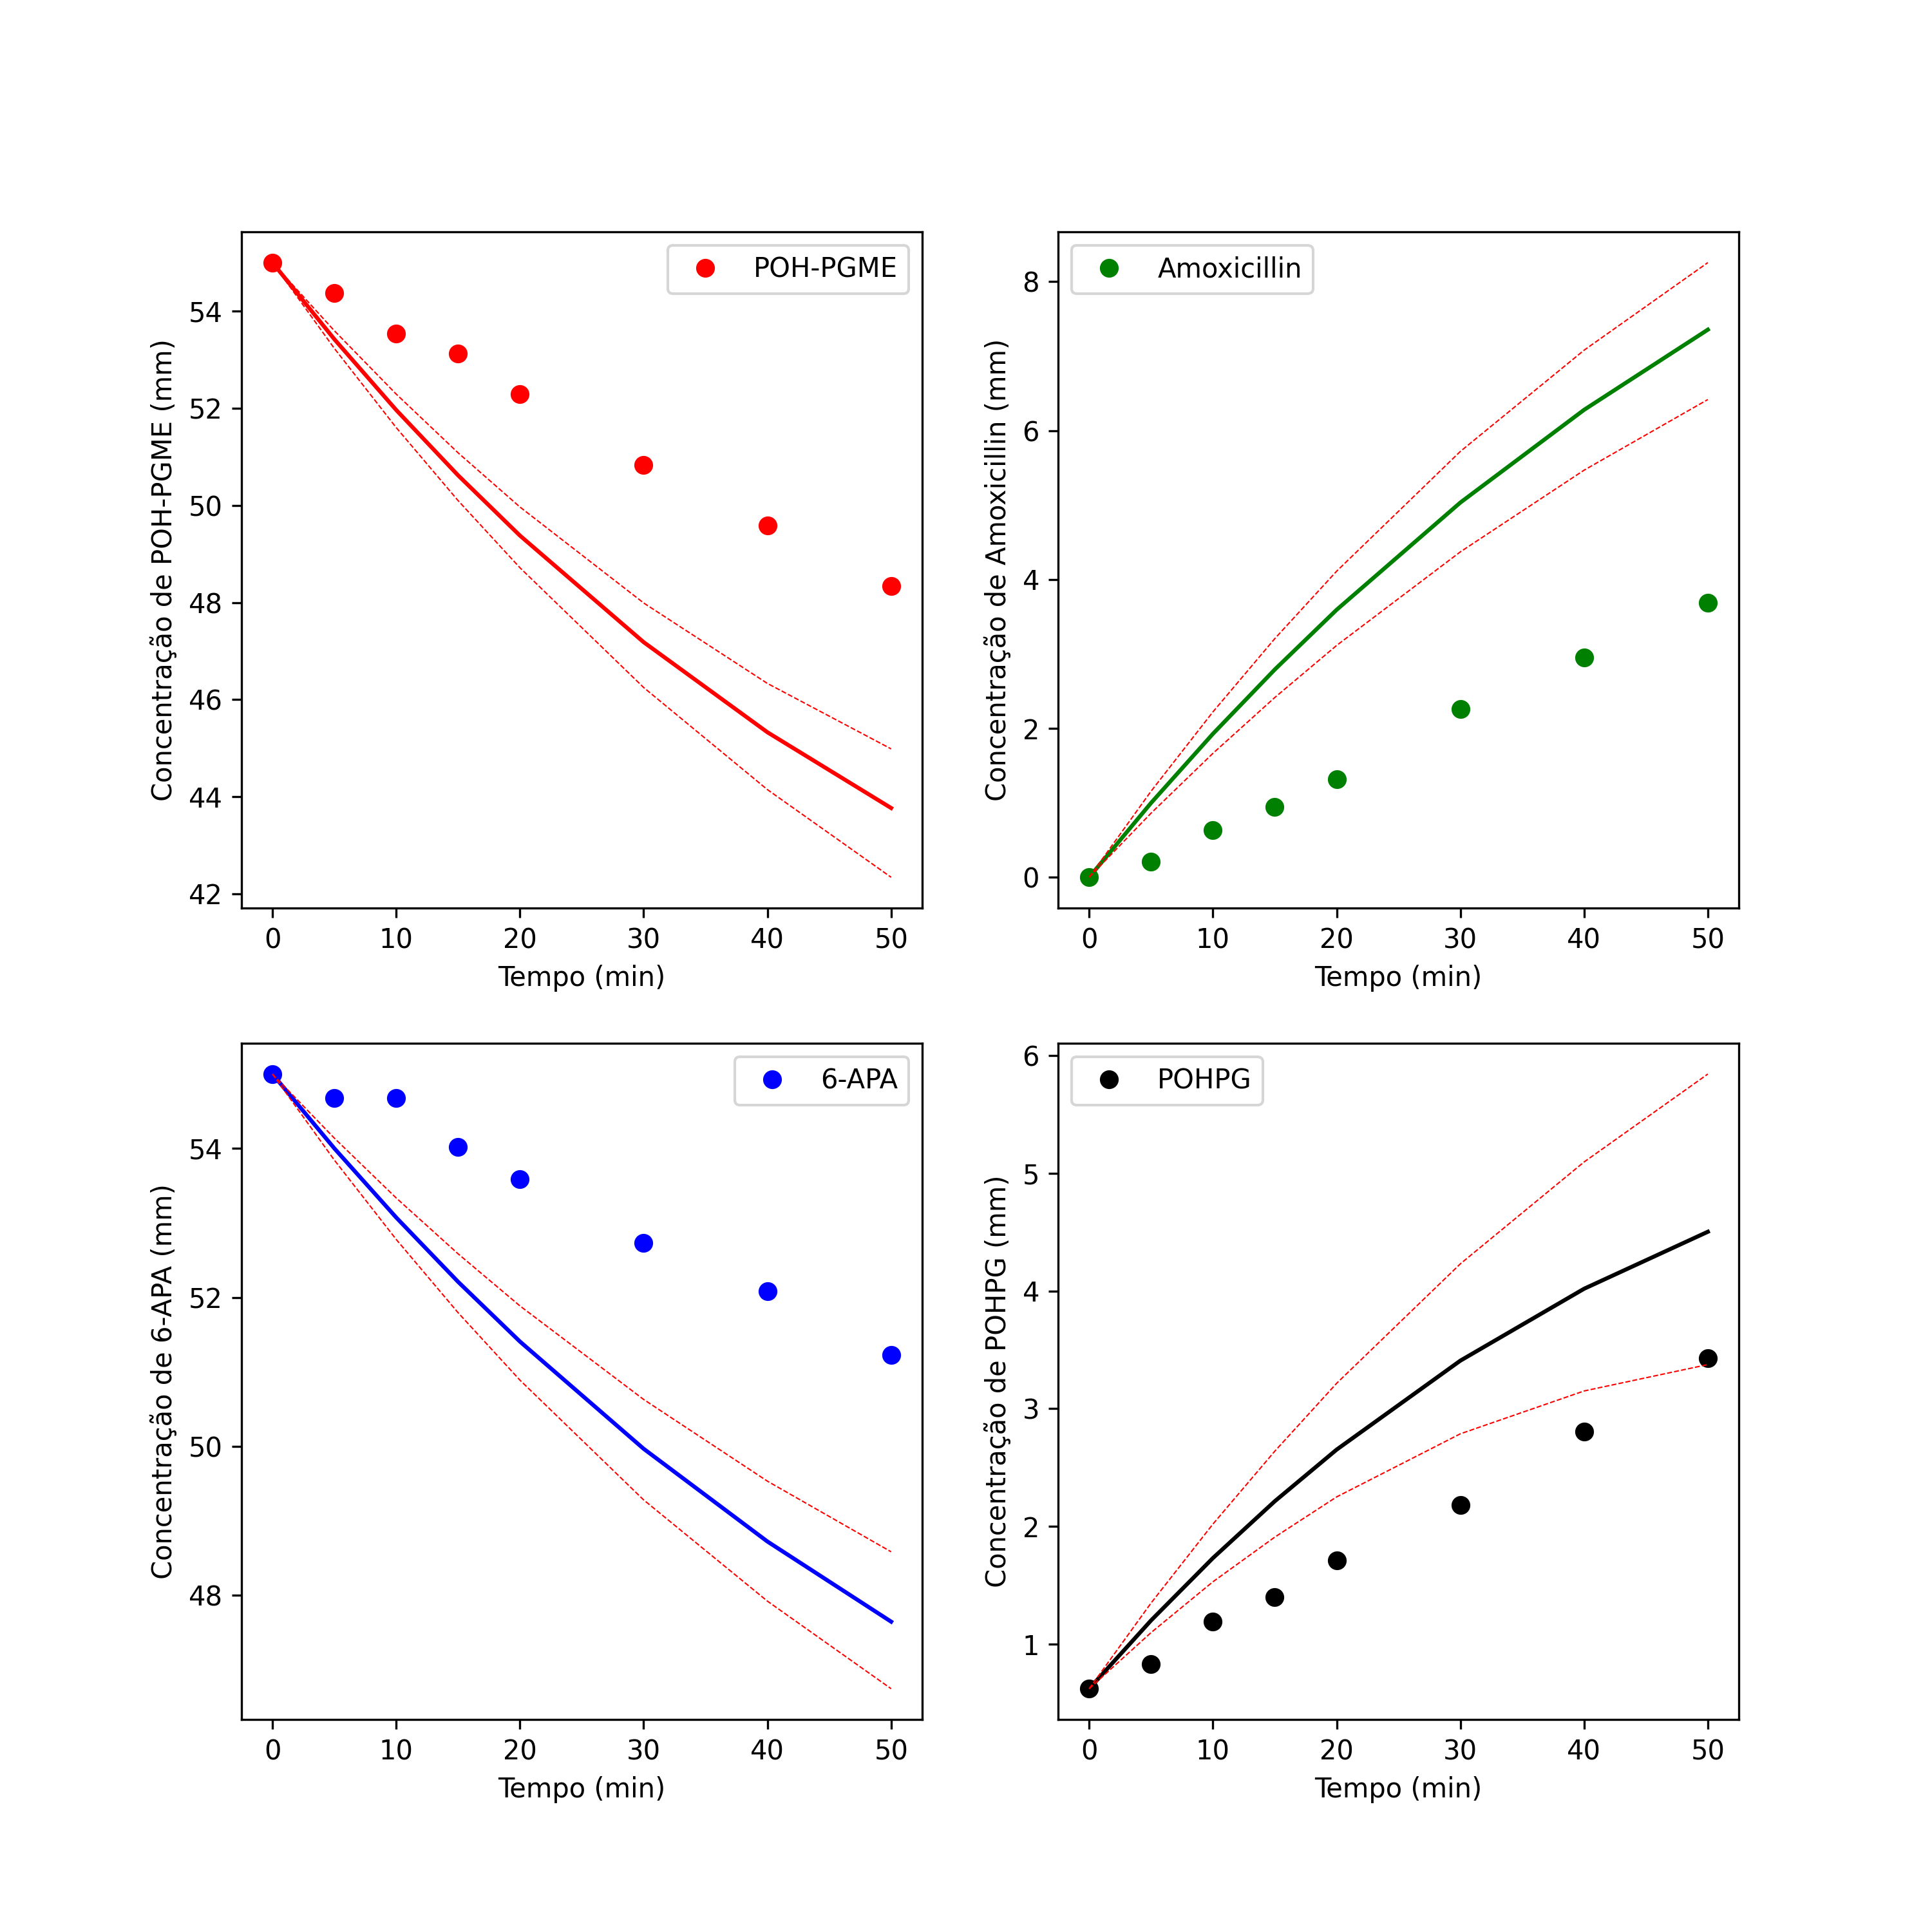 POH-PGME
Concentração de POH-PGME (mm)
54
52
50
48
46
44
42
0 10 20 30 40 50
Tempo (min)
Amoxicillin
Concentração de Amoxicillin (mm)
8
6
4
2
0
0 10 20 30 40 50
Tempo (min)
6-APA
Concentração de 6-APA (mm)
54
52
50
48
0 10 20 30 40 50
Tempo (min)
POHPG
Concentração de POHPG (mm)
6
5
4
3
2
1
0 10 20 30 40 50
Tempo (min)